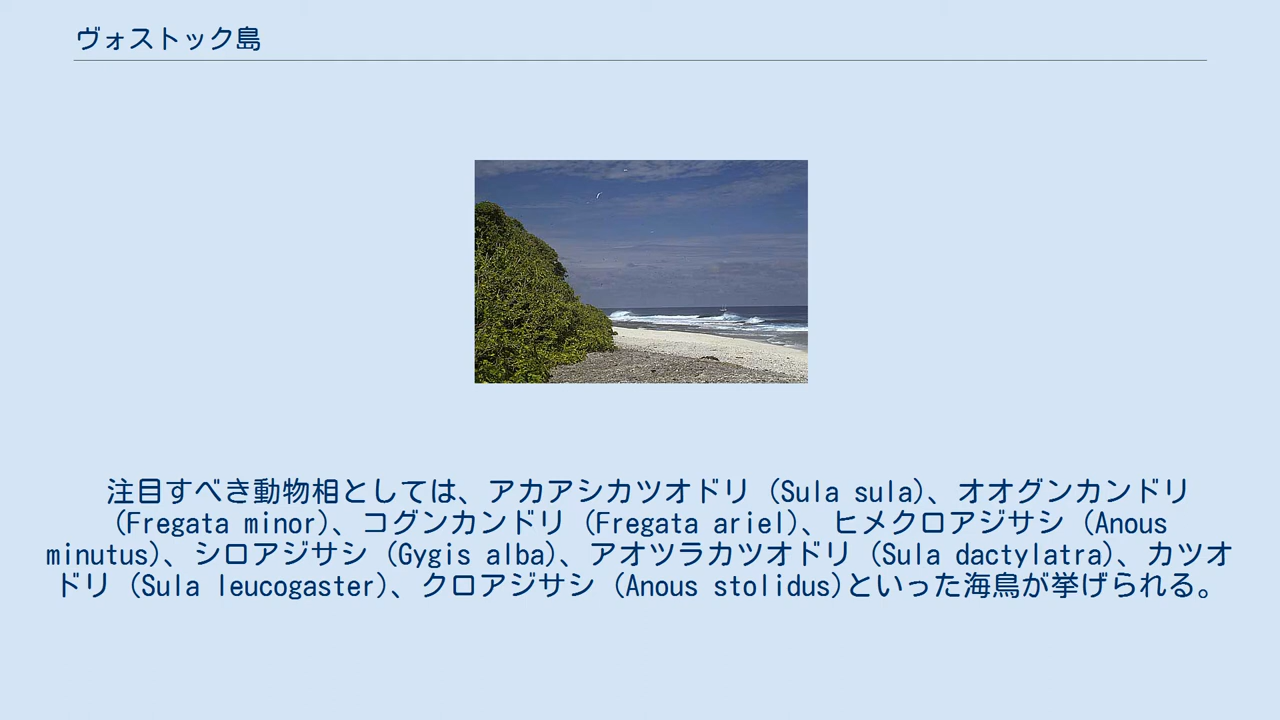 ヴォストック島
注目すべき動物相としては、アカアシカツオドリ (Sula sula)、オオグンカンドリ
(Fregata minor)、コグンカンドリ (Fregata ariel)、ヒメクロアジサシ (Anous
minutus)、シロアジサシ (Gygis alba)、アオツラカツオドリ (Sula dactylatra)、カツオ
ドリ (Sula leucogaster)、クロアジサシ (Anous stolidus)といった海鳥が挙げられる。